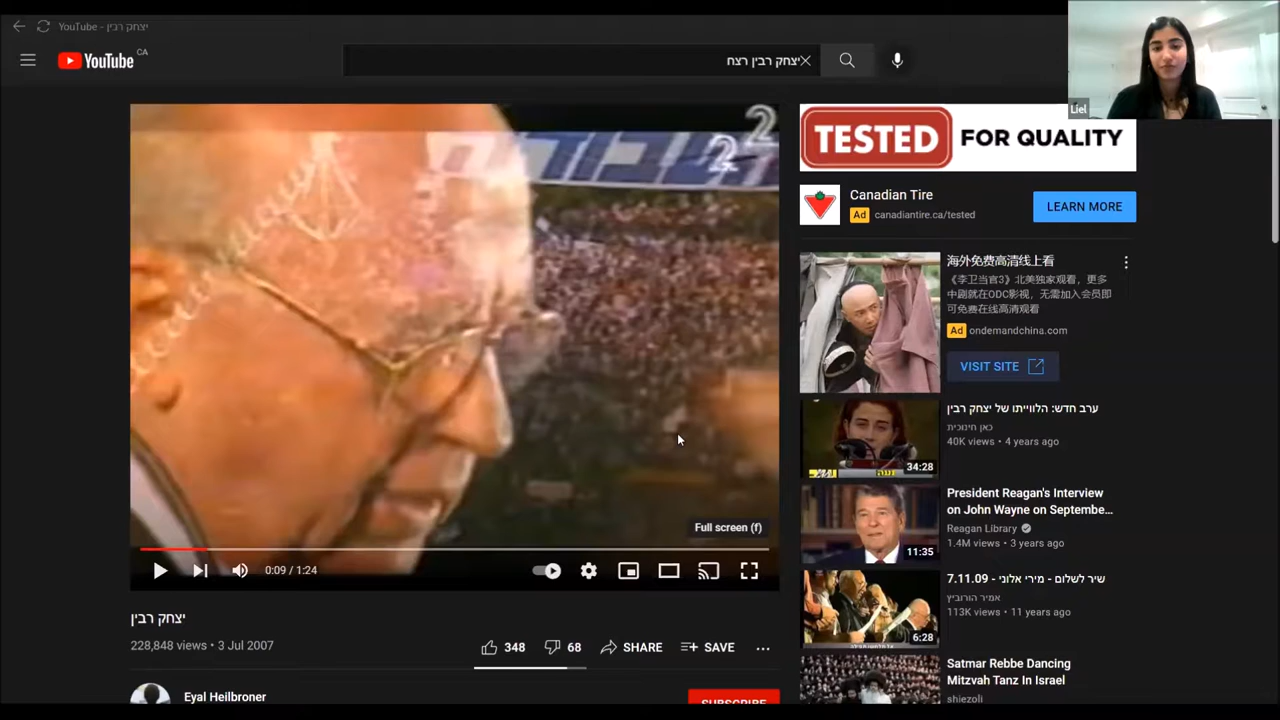 YouTube - יצחק רבין
YouTube CA
יצחק רבין רצח
Liel
2
2
TESTED FOR QUALITY
Canadian Tire
Ad canadiantire.ca/tested
LEARN MORE
海外免费高清线上看
《李卫当官3》北美独家观看，更多
中剧就在ODC影视，无需加入会员即
可免费在线高清观看
Ad ondemandchina.com
VISIT SITE
ערב חדש: הלווייתו של יצחק רבין
כאן חינוכית
40K views • 4 years ago
34:28
President Reagan's Interview
on John Wayne on Septembe...
Reagan Library
1.4M views • 3 years ago
11:35
שיר לשלום - מירי אלוני - 7.11.09
אמיר הורוביץ
113K views • 11 years ago
6:28
Satmar Rebbe Dancing
Mitzvah Tanz In Israel
shiezoli
Full screen (f)
0:09 / 1:24
יצחק רבין
228,848 views • 3 Jul 2007
348
68
SHARE
SAVE
Eyal Heilbroner
SUBSCRIBE